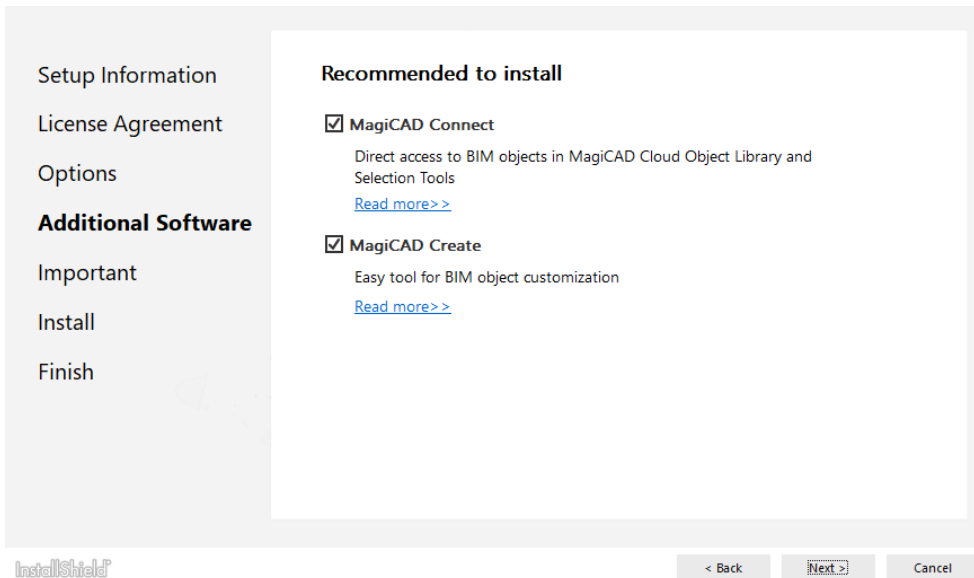 Setup Information
License Agreement
Options
Additional Software
Important
Install
Finish
Recommended to install
MagiCAD Connect
Direct access to BIM objects in MagiCAD Cloud Object Library and
Selection Tools
Read more>>
MagiCAD Create
Easy tool for BIM object customization
Read more>>
InstallShield®
< Back
Next >
Cancel